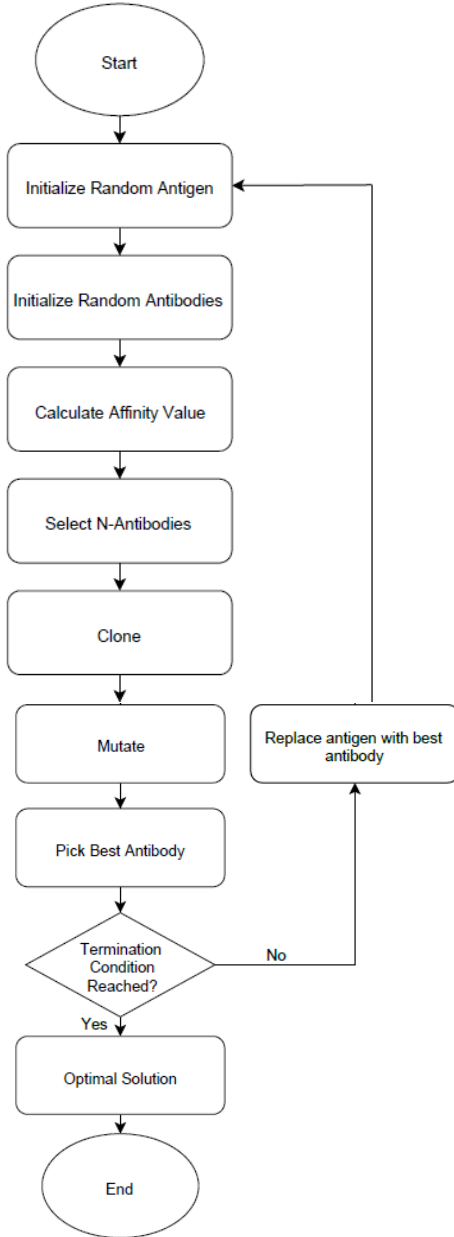 Start
Initialize Random Antigen
Initialize Random Antibodies
Calculate Affinity Value
Select N-Antibodies
Clone
Mutate
Replace antigen with best
antibody
Pick Best Antibody
Termination
Condition
Reached?
No
Yes
Optimal Solution
End